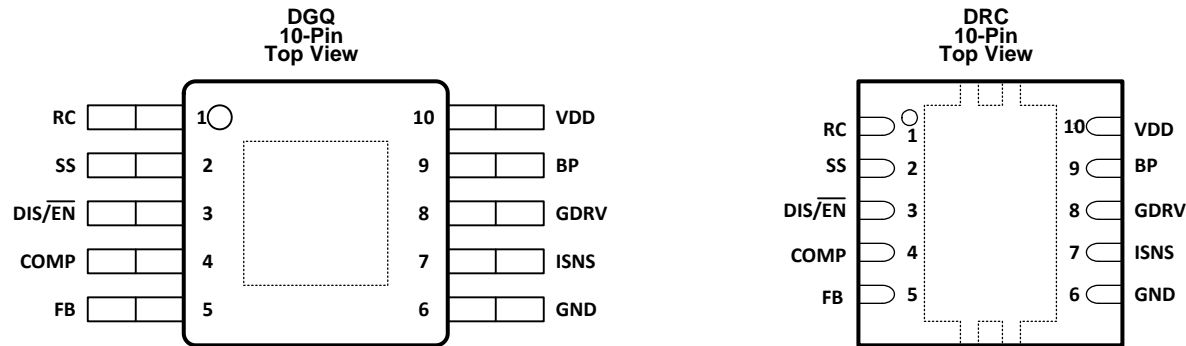 DGQ
10-Pin
Top View
RC 1 10 VDD
SS 2 9 BP
DIS/E̅N̅ 3 8 GDRV
COMP 4 7 ISNS
FB 5 6 GND
DRC
10-Pin
Top View
RC 1 10 VDD
SS 2 9 BP
DIS/E̅N̅ 3 8 GDRV
COMP 4 7 ISNS
FB 5 6 GND